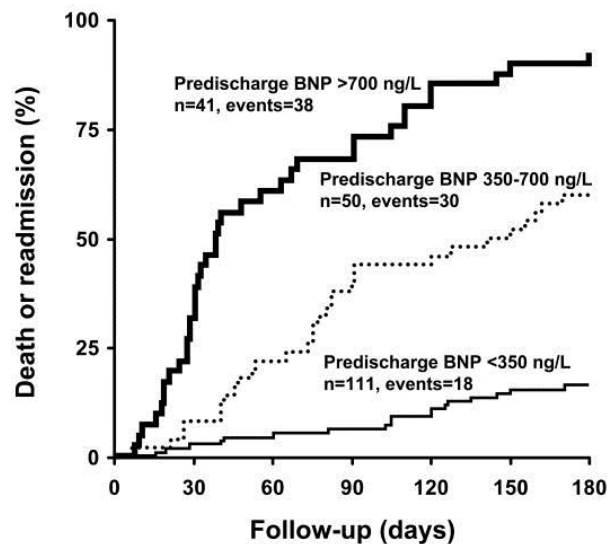 100
Predischarge BNP >700 ng/L
n=41, events=38
75
Predischarge BNP 350-700 ng/L
n=50, events=30
50
25
Predischarge BNP <350 ng/L
n=111, events=18
0
Death or readmission (%)
0 30 60 90 120 150 180
Follow-up (days)